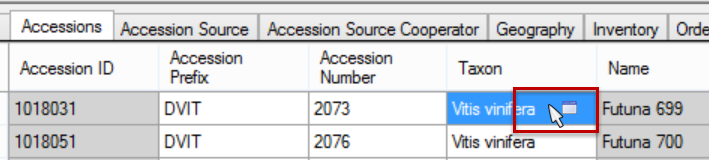 Accessions Accession Source Accession Source Cooperator Geography Inventory Orde
Accession ID Accession Prefix Accession Number Taxon Name
1018031 DVIT 2073 Vitis vinifera Futuna 699
1018051 DVIT 2076 Vitis vinifera Futuna 700